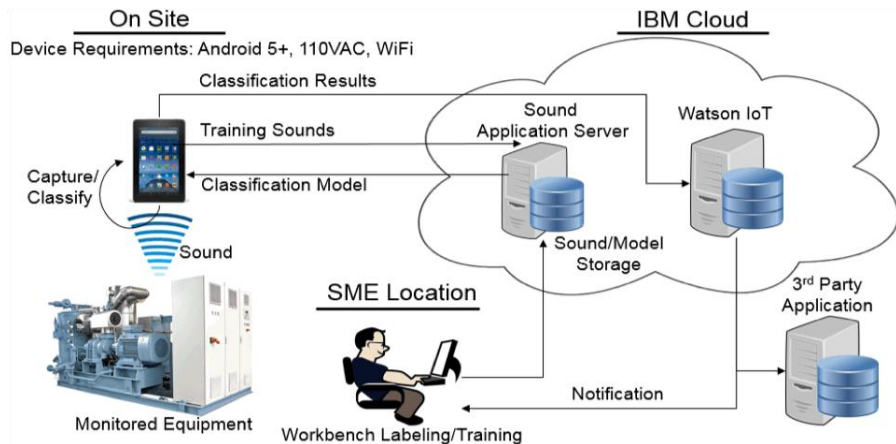 On Site
Device Requirements: Android 5+, 110VAC, WiFi
IBM Cloud
Classification Results
Training Sounds
Classification Model
Capture/
Classify
Sound
Monitored Equipment
Sound
Application Server
Watson IoT
Sound/Model
Storage
SME Location
3rd Party
Application
Notification
Workbench Labeling/Training